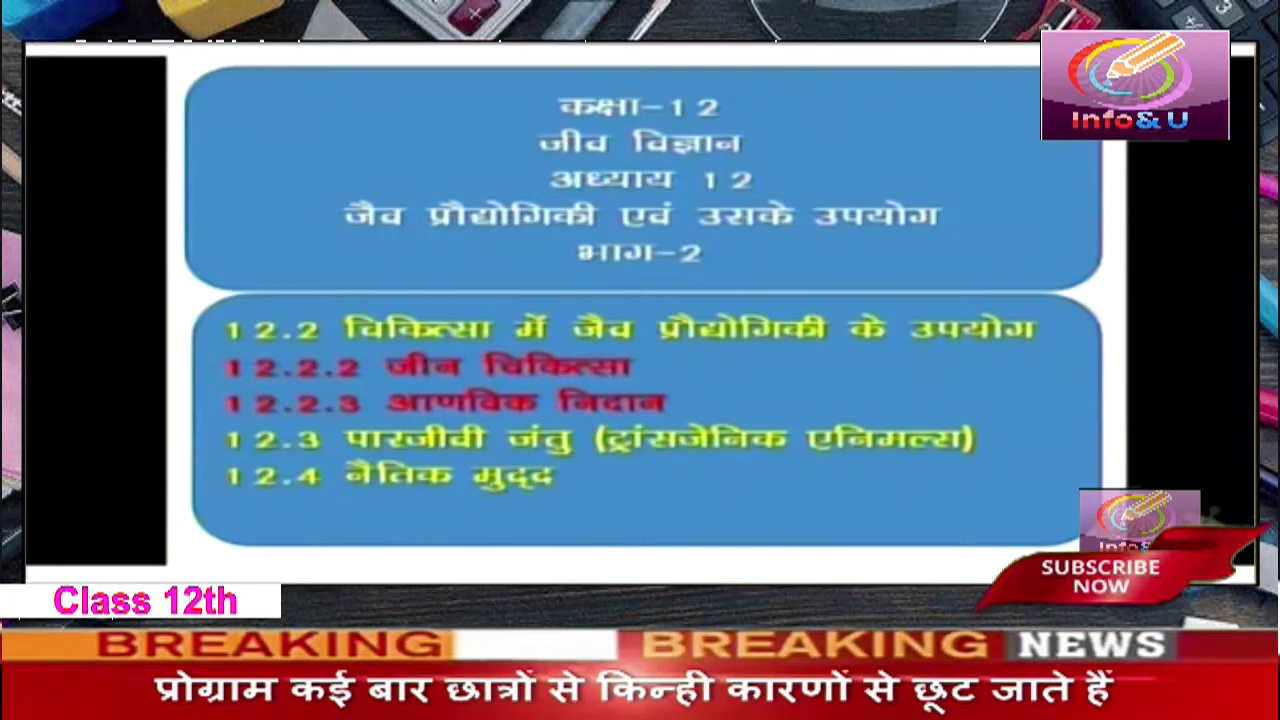 Info& U
कक्षा-12
जीव विज्ञान
अध्याय 12
जैव प्रौद्योगिकी एवं उसके उपयोग
भाग-2
12.2 चिकित्सा में जैव प्रौद्योगिकी के उपयोग
12.2.2 जीन चिकित्सा
12.2.3 आणविक निदान
12.3 पारजीवी जंतु (ट्रांसजेनिक एनिमल्स)
12.4 नैतिक मुद्द
SUBSCRIBE
NOW
Class 12th
BREAKING BREAKING NEWS
प्रोग्राम कई बार छात्रों से किन्ही कारणों से छूट जाते हैं